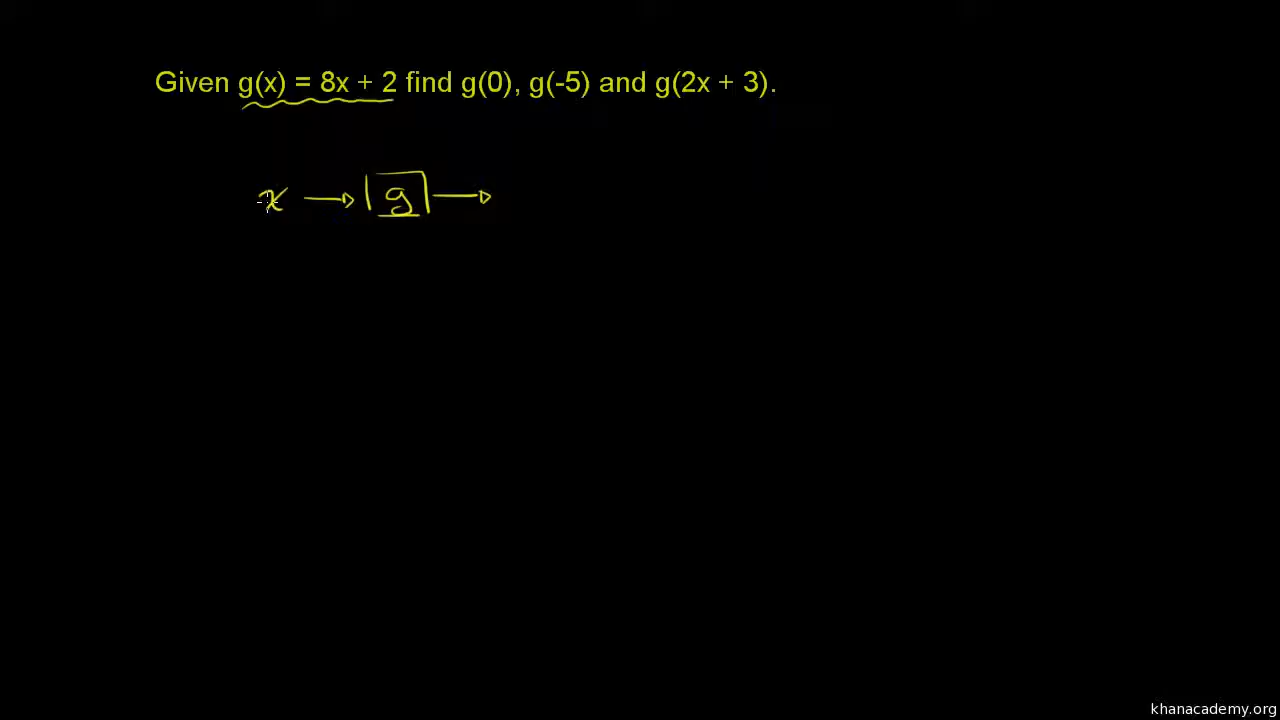 Given g(x) = 8x + 2 find g(0), g(-5) and g(2x + 3).
x → g →
khanacademy.org